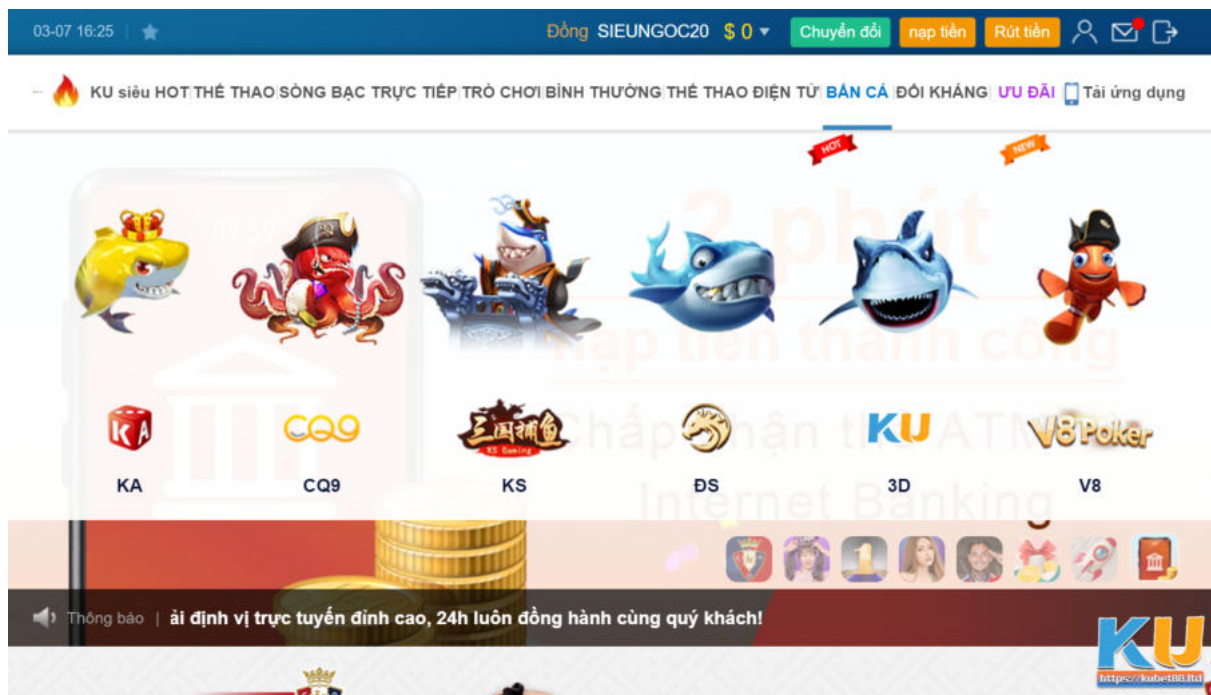 03-07 16:25 Đồng SIEUNGOC20 $ 0 Chuyển đổi nạp tiền Rút tiền
KU siêu HOT THỂ THAO SÒNG BẠC TRỰC TIẾP TRÒ CHƠI BÌNH THƯỜNG THỂ THAO ĐIỆN TỬ BẮN CÁ ĐỐI KHÁNG ƯU ĐÃI Tải ứng dụng
HOT NEW
2 phút
nạp tiền thành công
KA CQ9 三国捕鱼 KU V8 Poker
KS Gaming
Chấp nhận thẻ ATM
KA CQ9 KS ĐS 3D V8
Internet Banking
Thông báo | ải định vị trực tuyến đỉnh cao, 24h luôn đồng hành cùng quý khách!
KU
https://kubet88.ltd